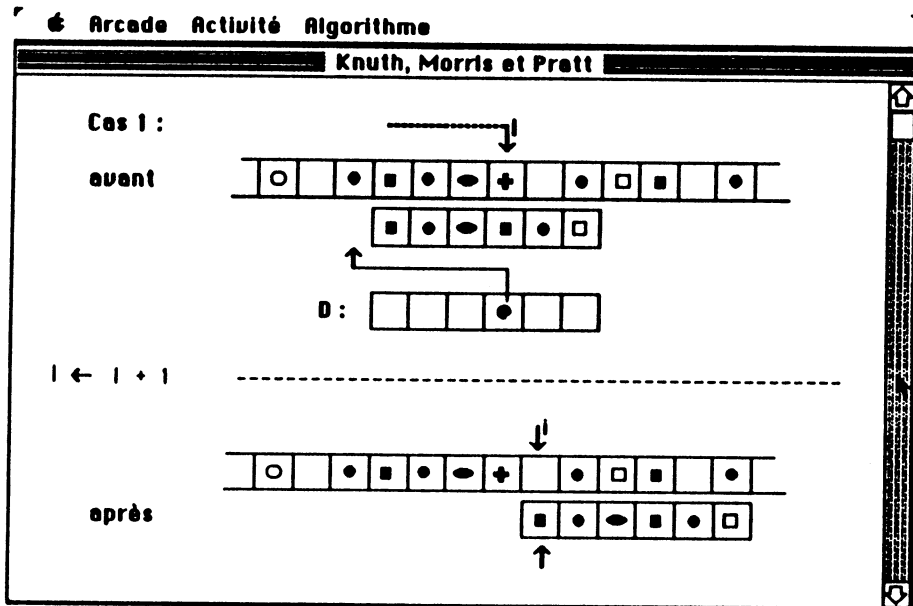 Arcade Activité Algorithme
Knuth, Morris et Pratt
Cas 1 :
i
avant
D :
i ← i + 1
i
après